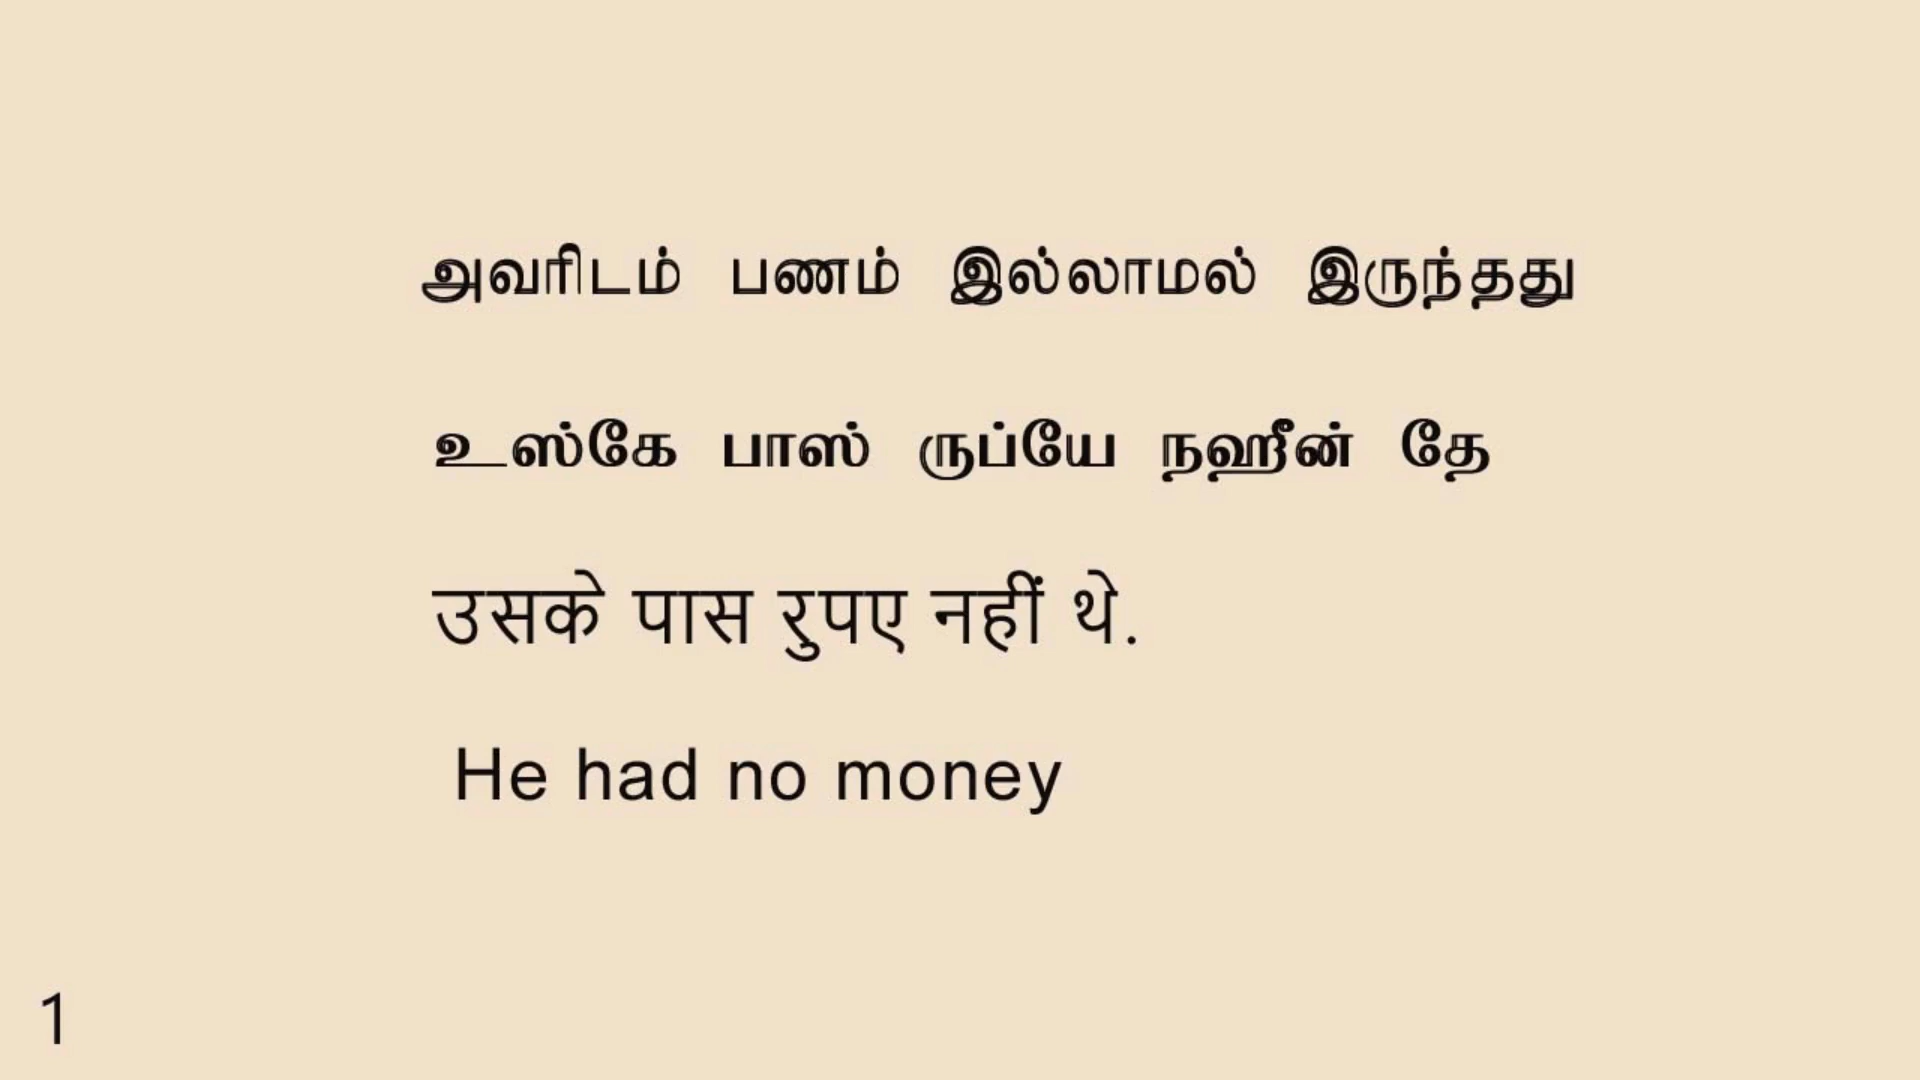 அவரிடம் பணம் இல்லாமல் இருந்தது
உஸ்கே பாஸ் ருப்யே நஹீன் தே
उसके पास रुपए नहीं थे.
He had no money
1